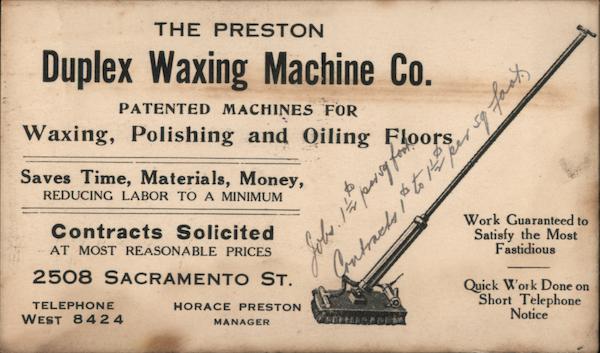 THE PRESTON
Duplex Waxing Machine Co.
PATENTED MACHINES FOR
Waxing, Polishing and Oiling Floors
Saves Time, Materials, Money,
REDUCING LABOR TO A MINIMUM
Contracts Solicited
AT MOST REASONABLE PRICES
2508 SACRAMENTO ST.
TELEPHONE
WEST 8424
HORACE PRESTON
MANAGER
Jobs. 1½¢ per sq foot.
Contracts 1¢ to 1½¢ per sq foot.
Work Guaranteed to
Satisfy the Most
Fastidious
Quick Work Done on
Short Telephone
Notice